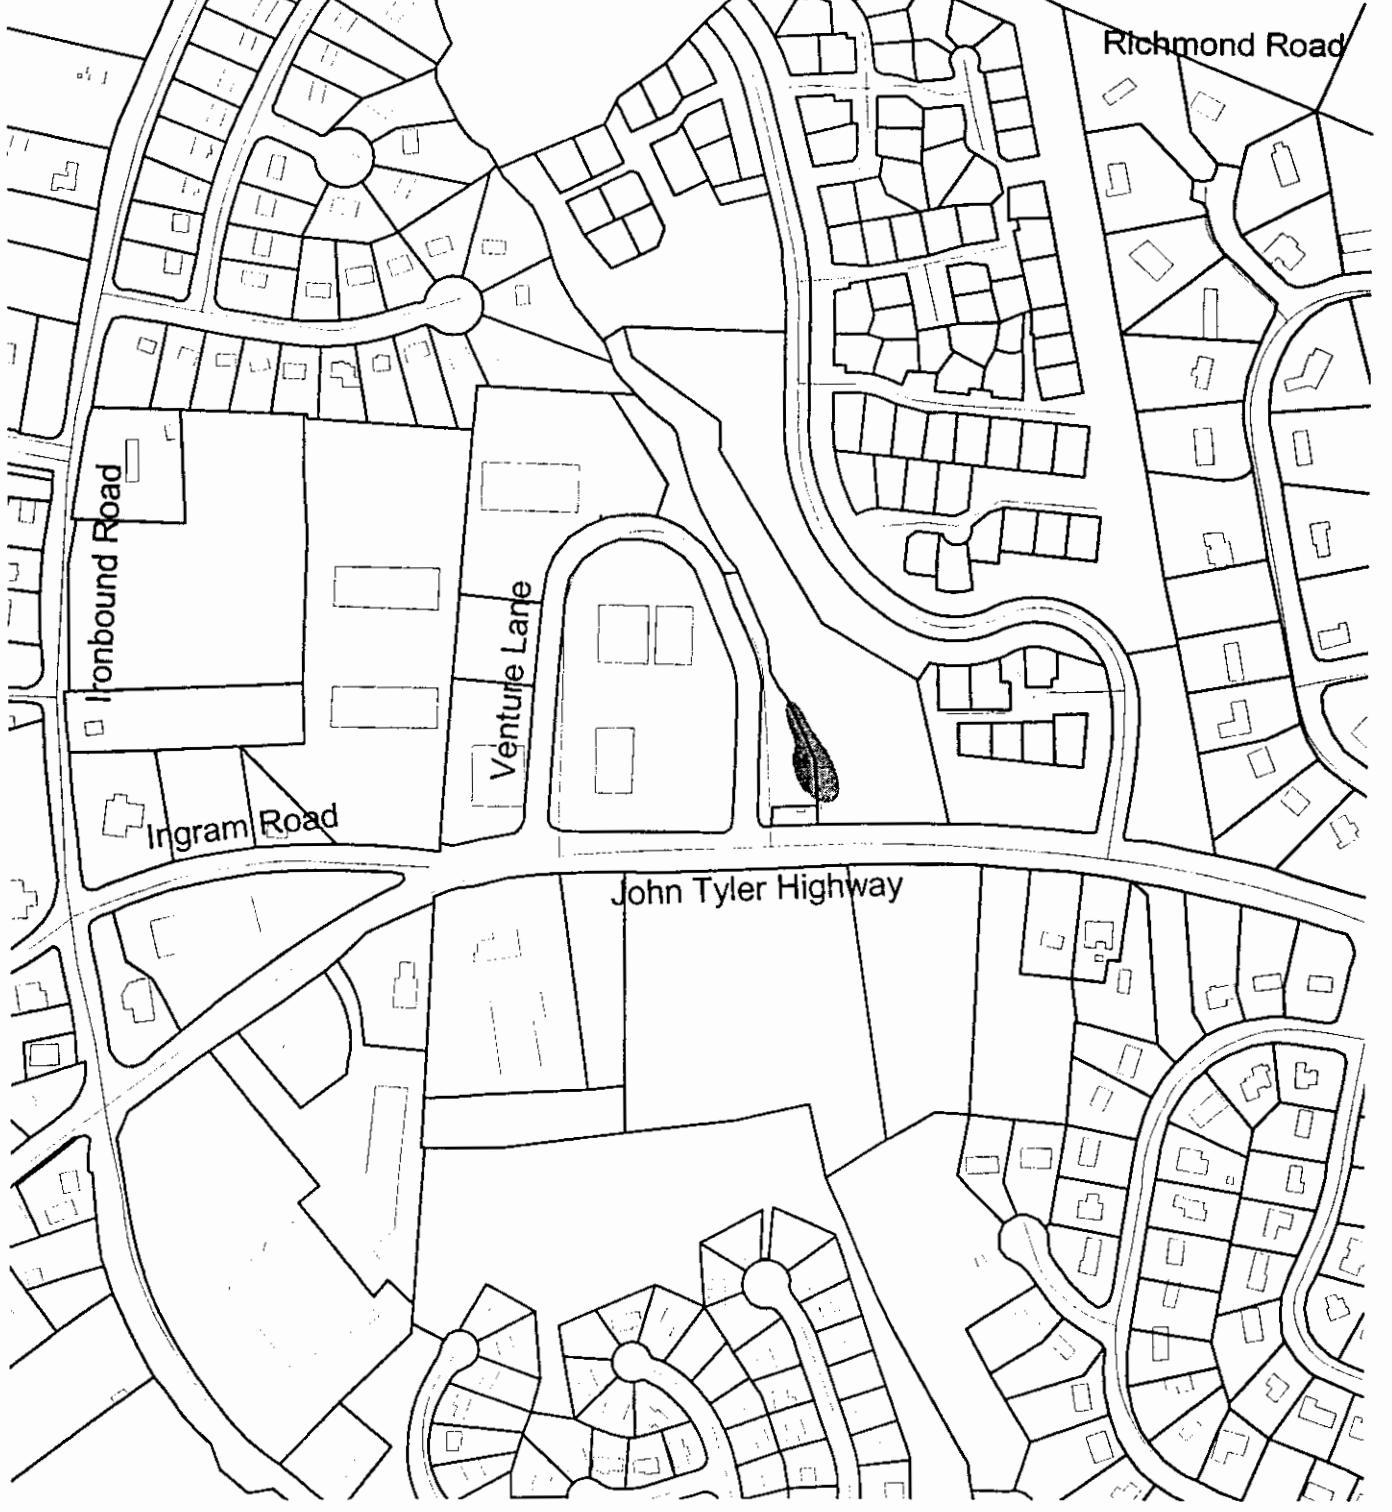 Richmond Road
Ironbound Road
Venture Lane
Ingram Road
John Tyler Highway